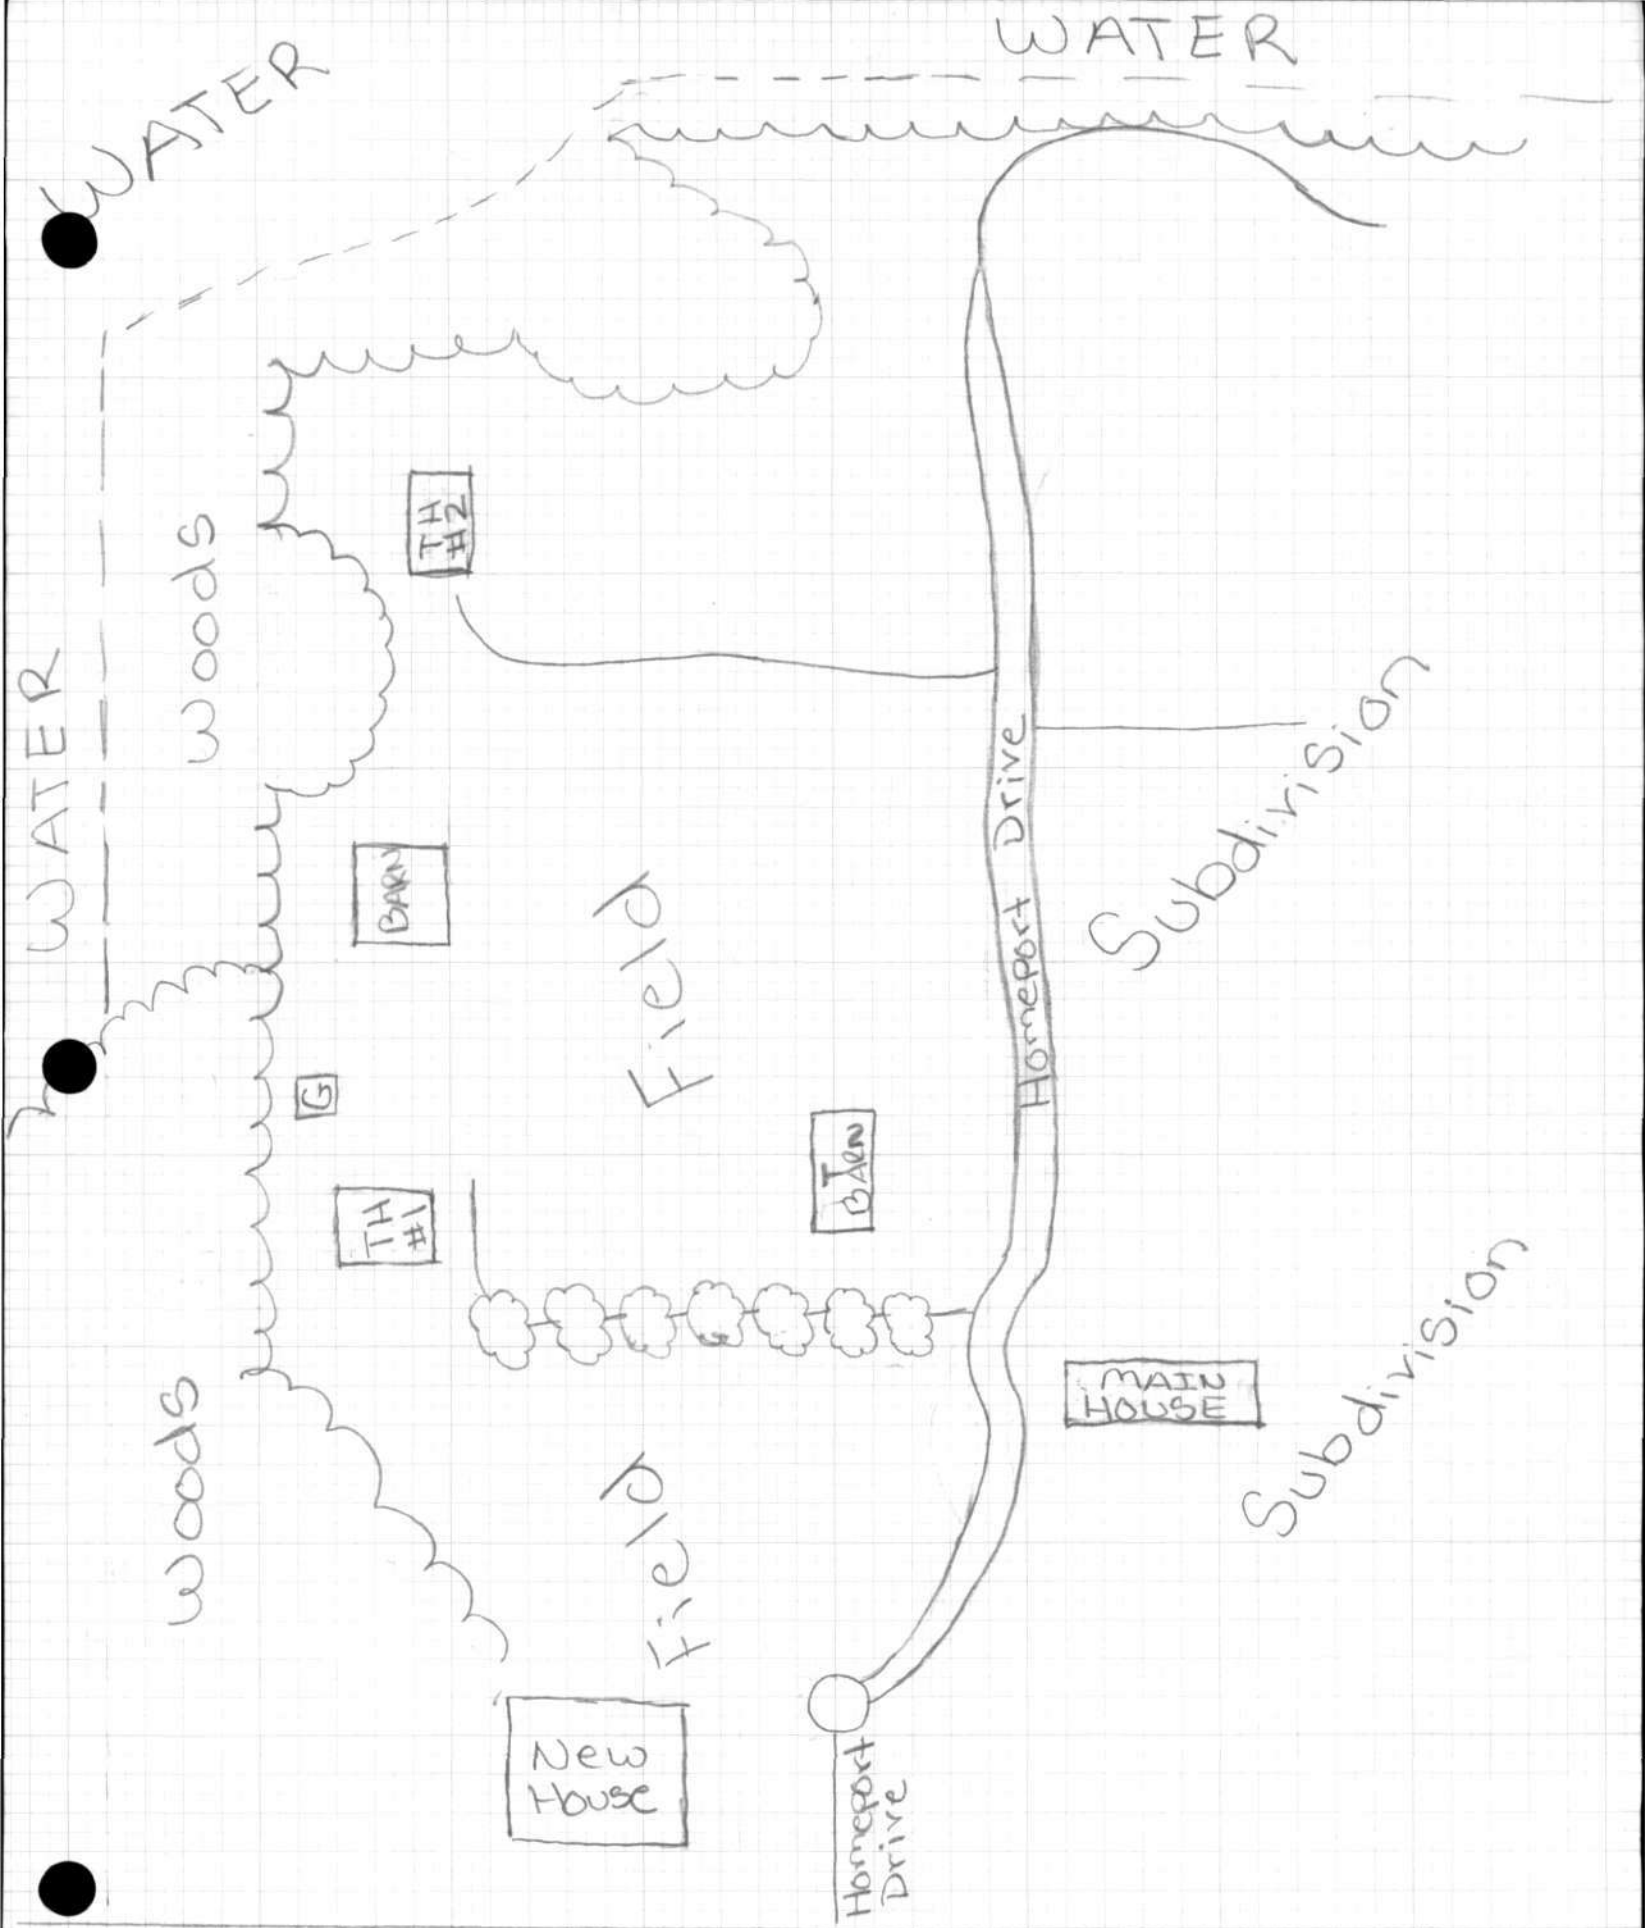 WATER
WATER
WATER
Woods
TH
#2
Homeport Drive
Subdivision
BARN
Field
G
T
BARN
TH
#1
MAIN
HOUSE
Subdivision
Woods
Field
New
House
Homeport
Drive